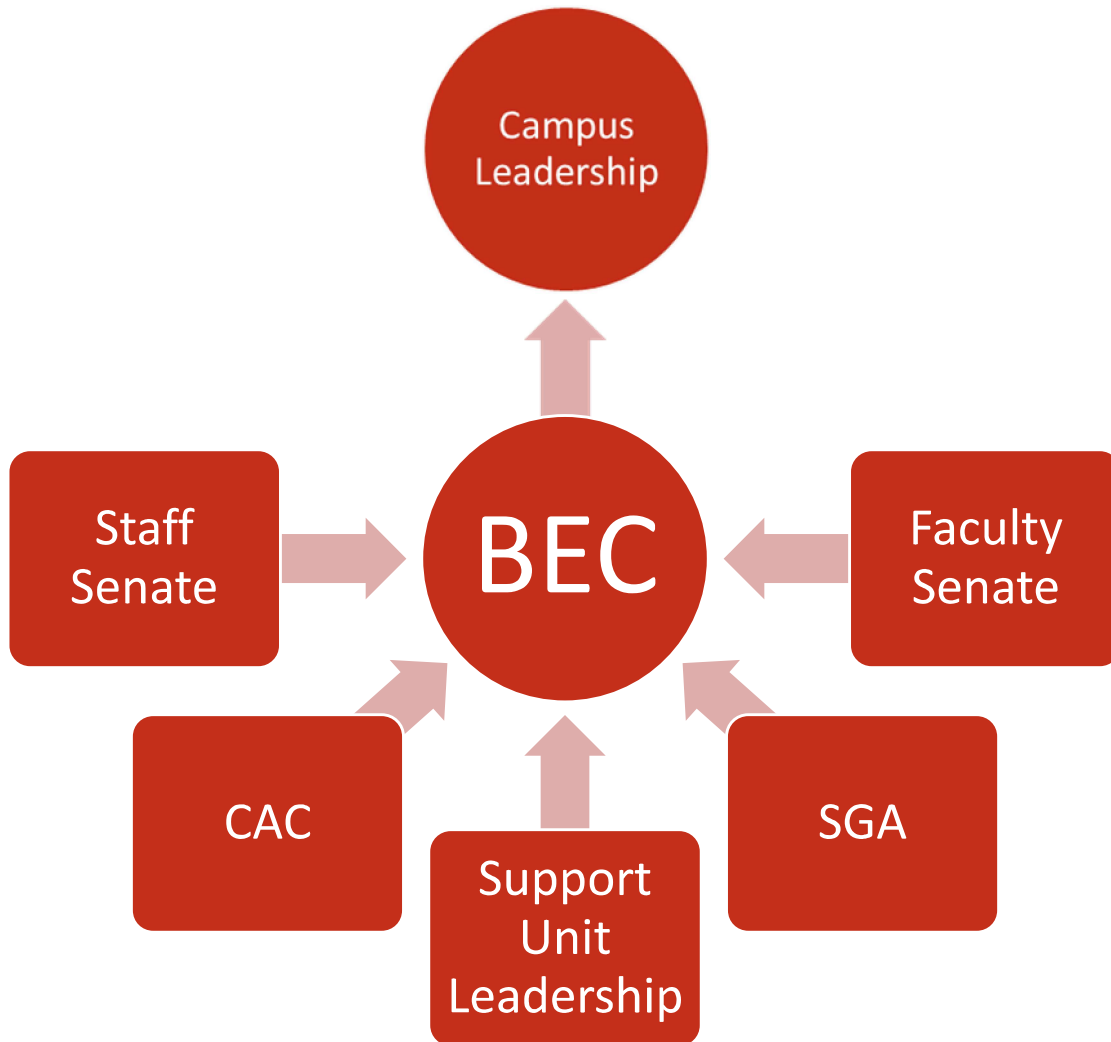 Campus
Leadership
BEC
Staff
Senate
Faculty
Senate
CAC
SGA
Support
Unit
Leadership